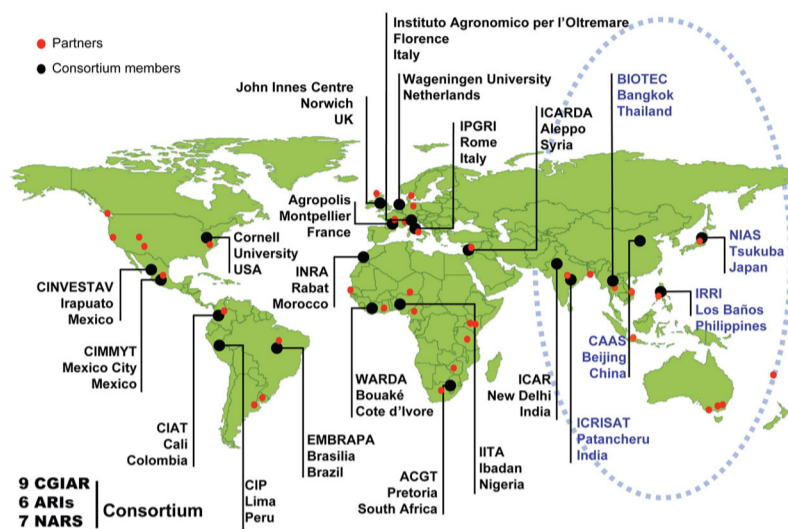 Partners
Consortium members
Instituto Agronomico per l'Oltremare
Florence
Italy
John Innes Centre
Norwich
UK
Wageningen University
Netherlands
IPGRI
Rome
Italy
ICARDA
Aleppo
Syria
BIOTEC
Bangkok
Thailand
Agropolis
Montpellier
France
Cornell
University
USA
INRA
Rabat
Morocco
NIAS
Tsukuba
Japan
CINVESTAV
Irapuato
Mexico
IRRI
Los Baños
Philippines
CIMMYT
Mexico City
Mexico
CAAS
Beijing
China
WARDA
Bouaké
Cote d'Ivore
ICAR
New Delhi
India
CIAT
Cali
Colombia
EMBRAPA
Brasilia
Brazil
IITA
Ibadan
Nigeria
ICRISAT
Patancheru
India
ACGT
Pretoria
South Africa
CIP
Lima
Peru
9 CGIAR
6 ARIs
7 NARS
Consortium